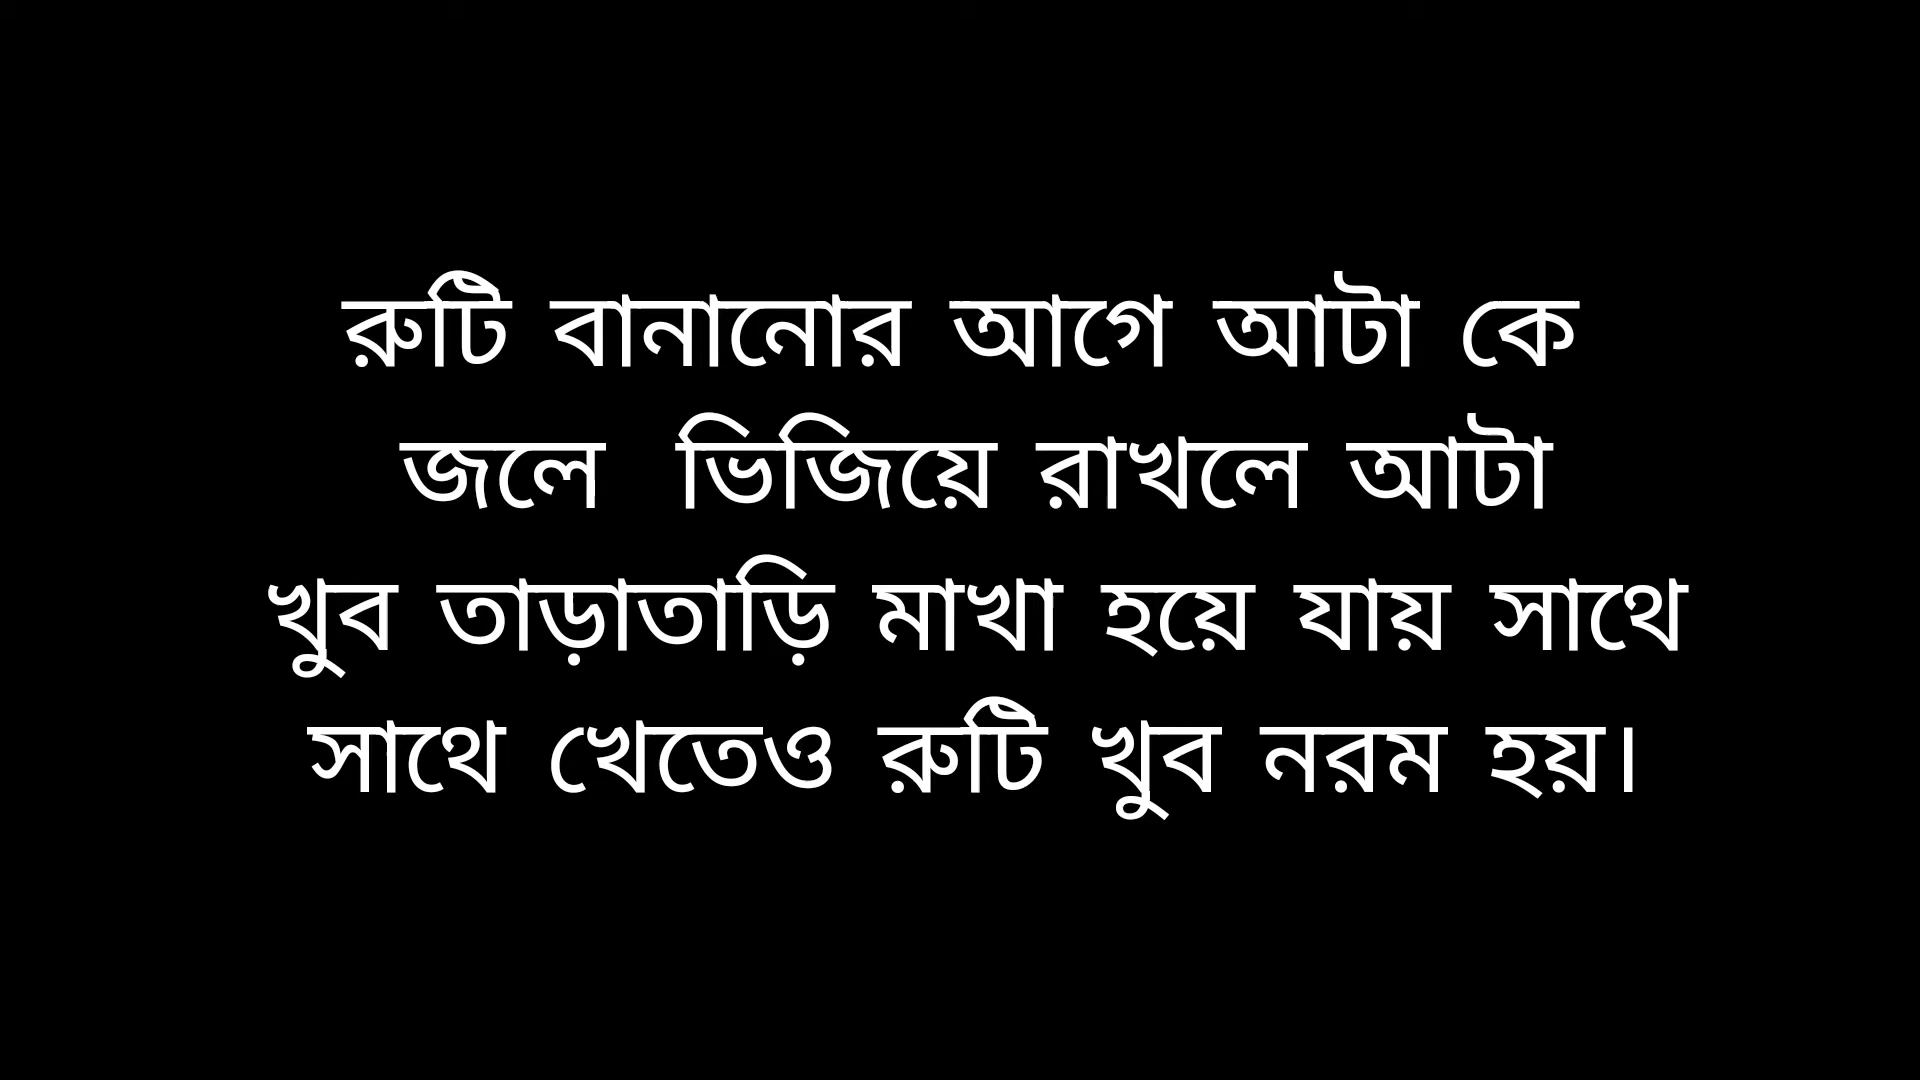 রুটি বানানোর আগে আটা কে
জলে ভিজিয়ে রাখলে আটা
খুব তাড়াতাড়ি মাখা হয়ে যায় সাথে
সাথে খেতেও রুটি খুব নরম হয়।